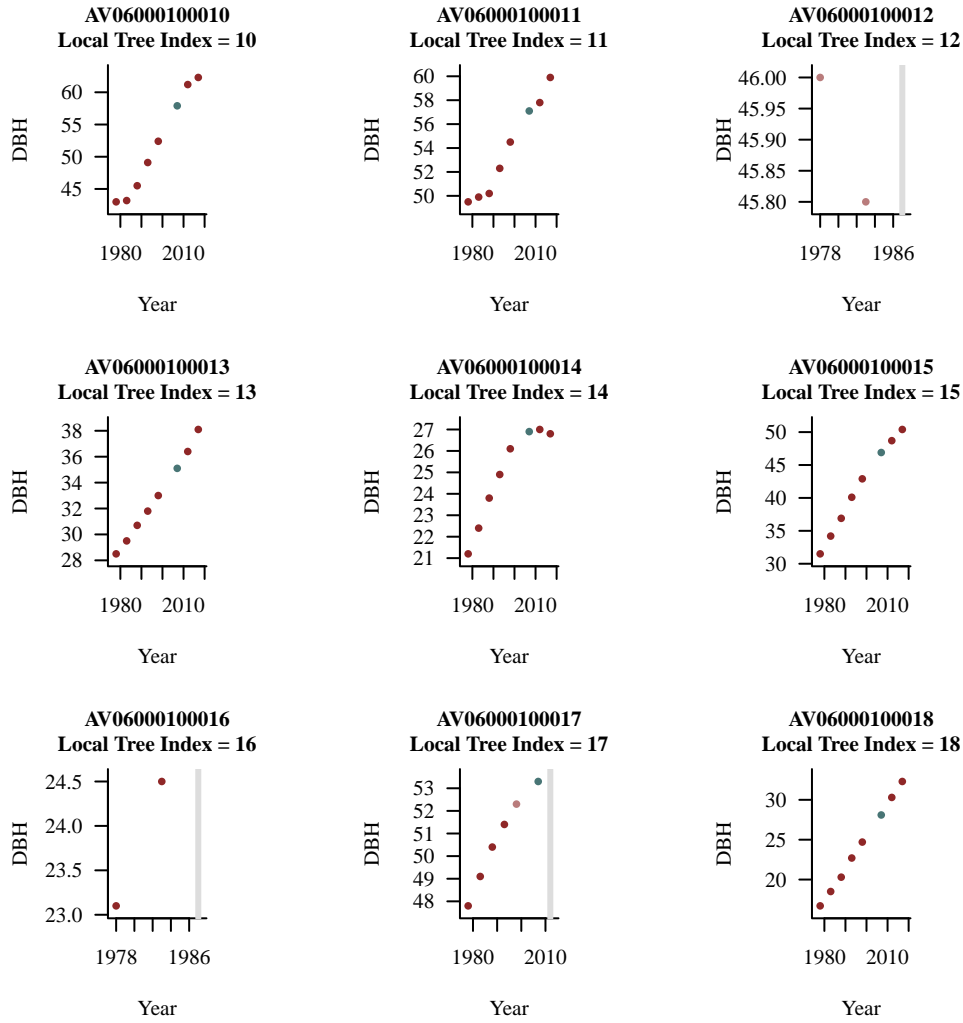 AV06000100010
Local Tree Index = 10
DBH
60
55
50
45
1980
2010
Year
AV06000100011
Local Tree Index = 11
DBH
60
58
56
54
52
50
1980
2010
Year
AV06000100012
Local Tree Index = 12
DBH
46.00
45.95
45.90
45.85
45.80
1978
1986
Year
AV06000100013
Local Tree Index = 13
DBH
38
36
34
32
30
28
1980
2010
Year
AV06000100014
Local Tree Index = 14
DBH
27
26
25
24
23
22
21
1980
2010
Year
AV06000100015
Local Tree Index = 15
DBH
50
45
40
35
30
1980
2010
Year
AV06000100016
Local Tree Index = 16
DBH
24.5
24.0
23.5
23.0
1978
1986
Year
AV06000100017
Local Tree Index = 17
DBH
53
52
51
50
49
48
1980
2010
Year
AV06000100018
Local Tree Index = 18
DBH
30
25
20
1980
2010
Year